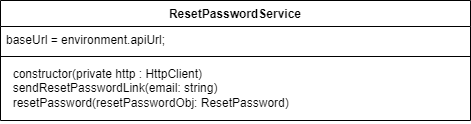 ResetPasswordService
baseUrl = environment.apiUrl;
constructor(private http : HttpClient)
sendResetPasswordLink(email: string)
resetPassword(resetPasswordObj: ResetPassword)